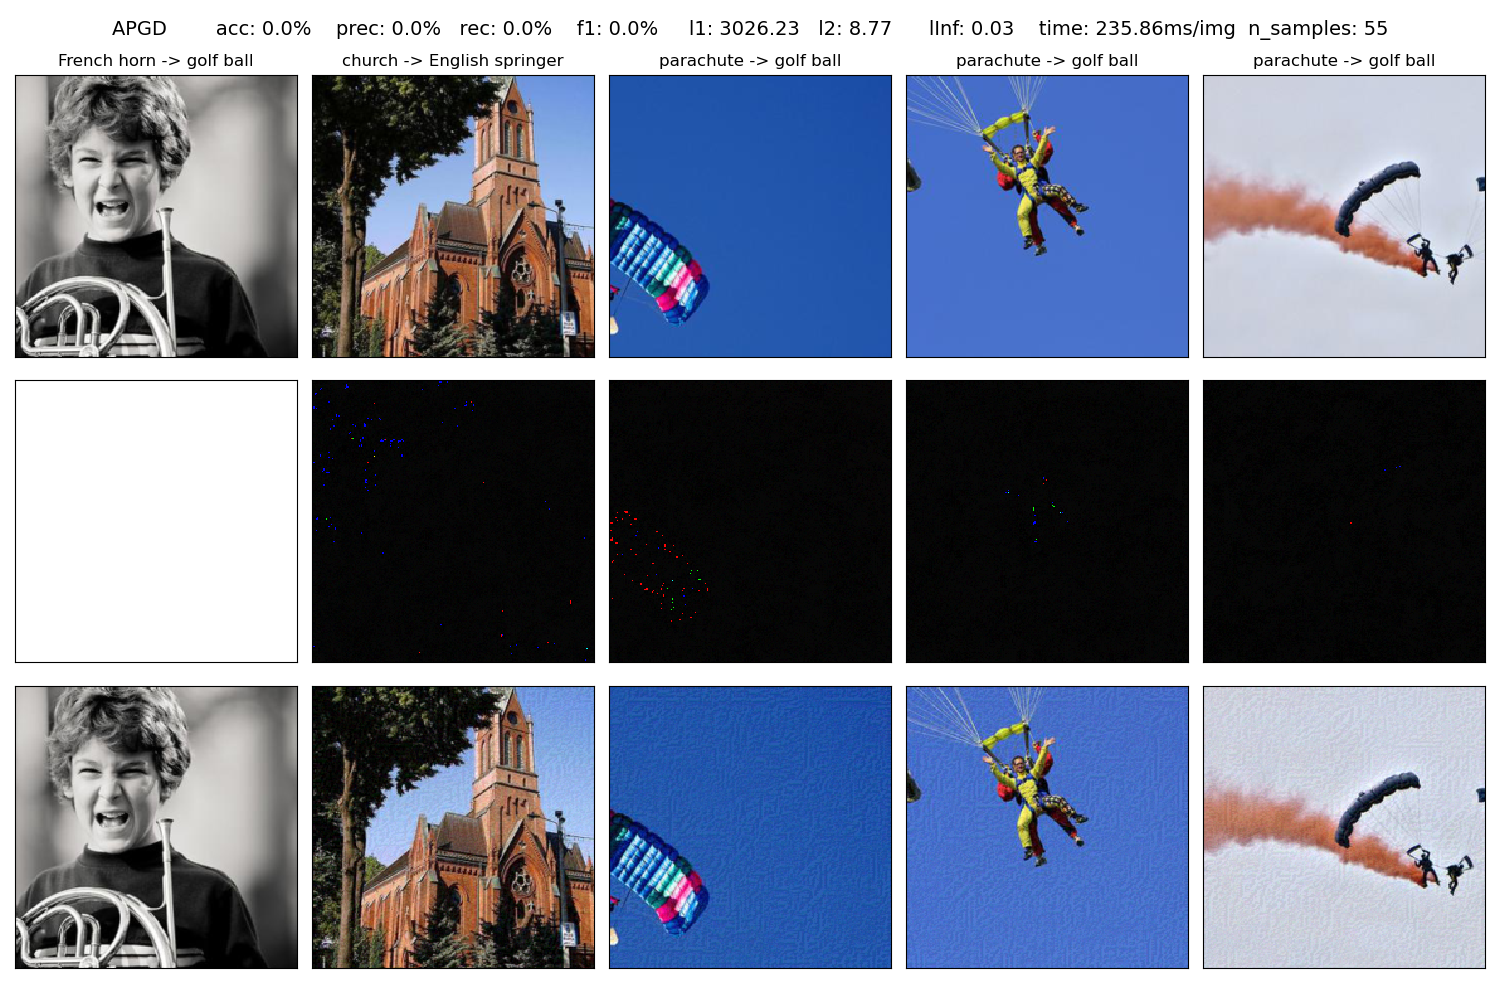 APGD acc: 0.0% prec: 0.0% rec: 0.0% f1: 0.0% l1: 3026.23 l2: 8.77 lInf: 0.03 time: 235.86ms/img n_samples: 55
French horn -> golf ball
church -> English springer
parachute -> golf ball
parachute -> golf ball
parachute -> golf ball